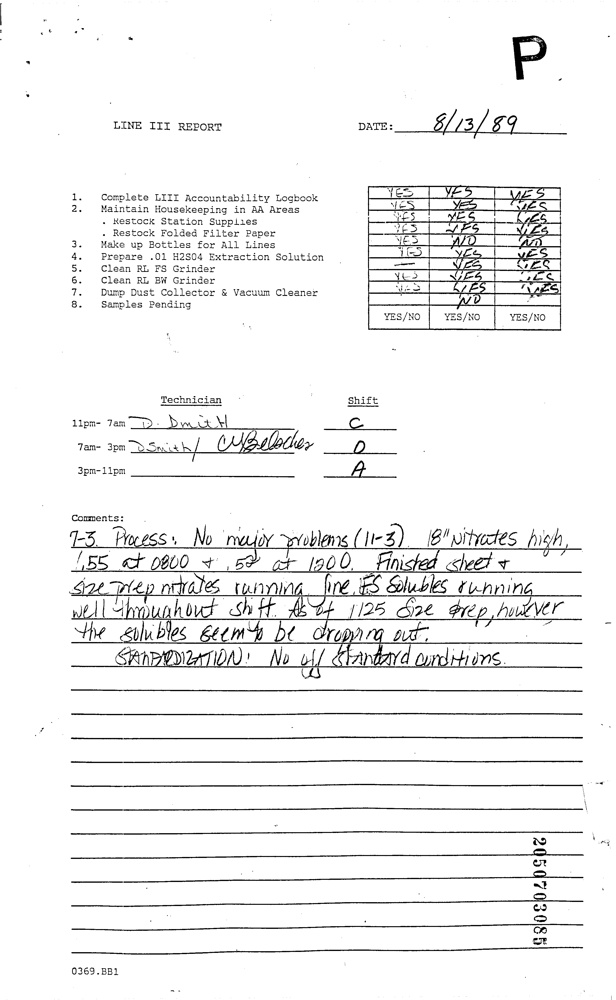 P
LINE III REPORT DATE: 8/13/89
1. Complete LIII Accountability Logbook YES YES YES
2. Maintain Housekeeping in AA Areas YES YES YES
. Restock Station Supplies YES YES YES
. Restock Folded Filter Paper YES YES YES
3. Make up Bottles for All Lines YES NO NO
4. Prepare .01 H2S04 Extraction Solution YES YES YES
5. Clean RL FS Grinder — YES YES
6. Clean RL BW Grinder YES YES YES
7. Dump Dust Collector & Vacuum Cleaner YES YES YES
8. Samples Pending NO
YES/NO YES/NO YES/NO
Technician Shift
11pm- 7am D. Smith C
7am- 3pm DSmith/ D
3pm-11pm A
Comments:
7-3. Process: No major problems (11-3) 18" Nitrates high,
.55 at 0800 + .52 at 1200. Finished sheet +
size prep nitrates running fine. FS Solubles running
well throughout shift. As of 1125 Size prep, however
the solubles seem to be dropping out.
STANDARDIZATION: No off standard conditions.
2050703085
0369.BB1